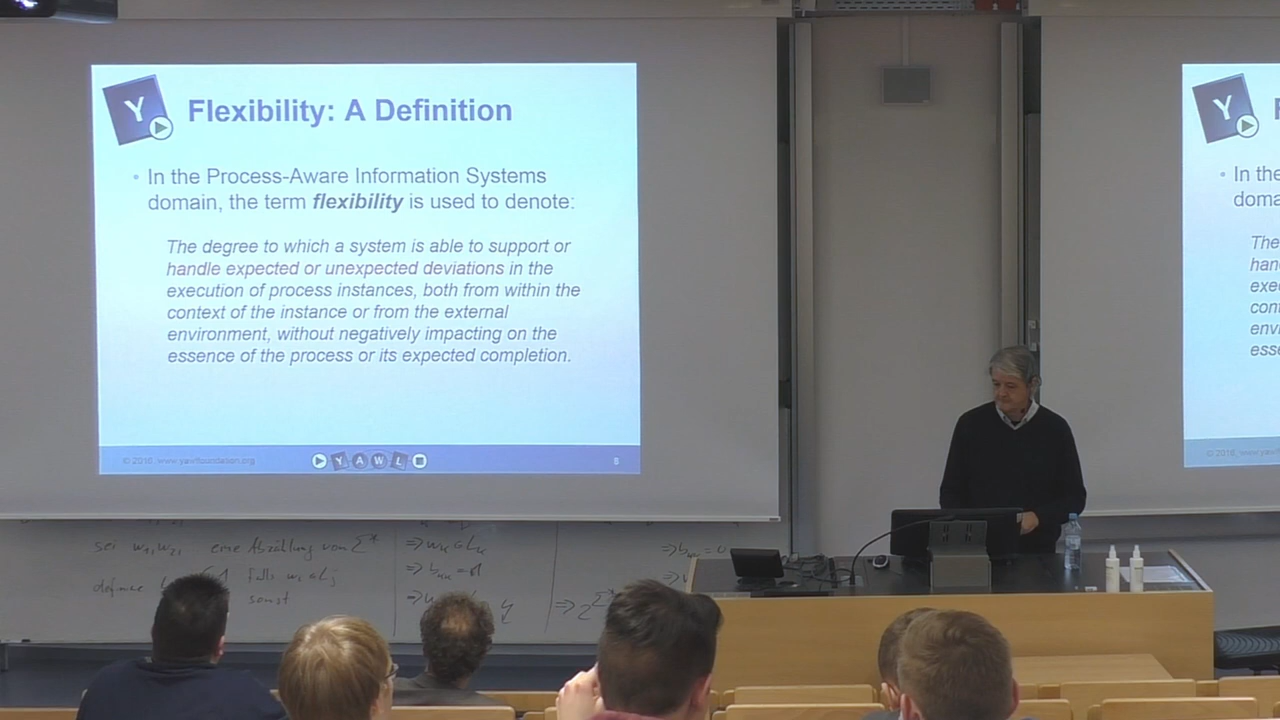 Y Flexibility: A Definition
• In the Process-Aware Information Systems
domain, the term flexibility is used to denote:
The degree to which a system is able to support or
handle expected or unexpected deviations in the
execution of process instances, both from within the
context of the instance or from the external
environment, without negatively impacting on the
essence of the process or its expected completion.
© 2016, www.yawlfoundation.org YAWL 8
Y F
• In the
doma
The
hand
exec
cont
envi
esse
sei w₁, w₂, eine Abzählung von Σ*
falls
sonst